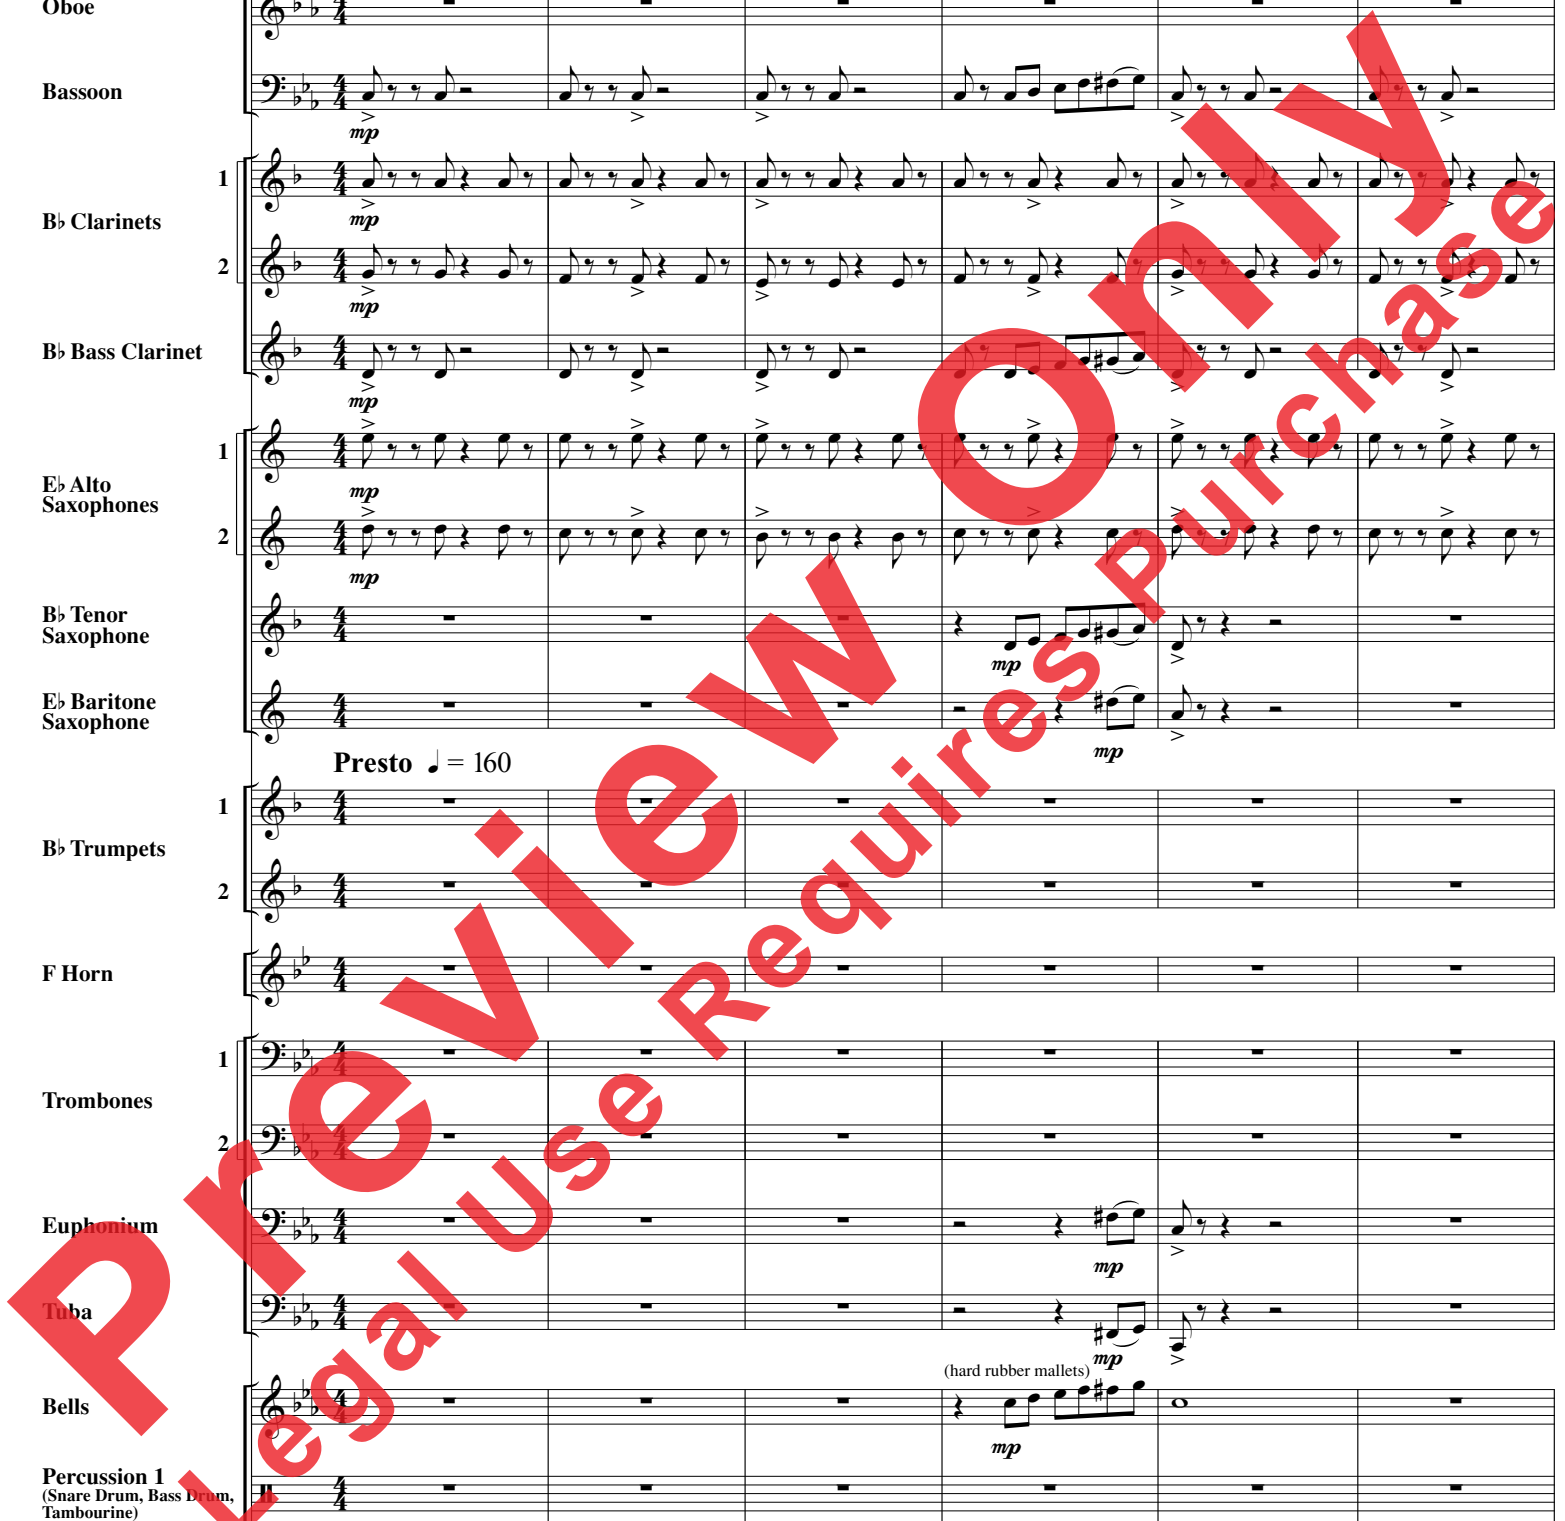 Oboe
Bassoon
mp
1
mp
B♭ Clarinets
2
mp
B♭ Bass Clarinet
mp
1
mp
E♭ Alto
Saxophones
2
mp
B♭ Tenor
Saxophone
mp
E♭ Baritone
Saxophone
mp
Presto ♩ = 160
1
B♭ Trumpets
2
F Horn
1
Trombones
2
Euphonium
mp
Tuba
mp
(hard rubber mallets)
Bells
mp
Percussion 1
(Snare Drum, Bass Drum,
Tambourine)
Preview Only
Legal Use Requires Purchase